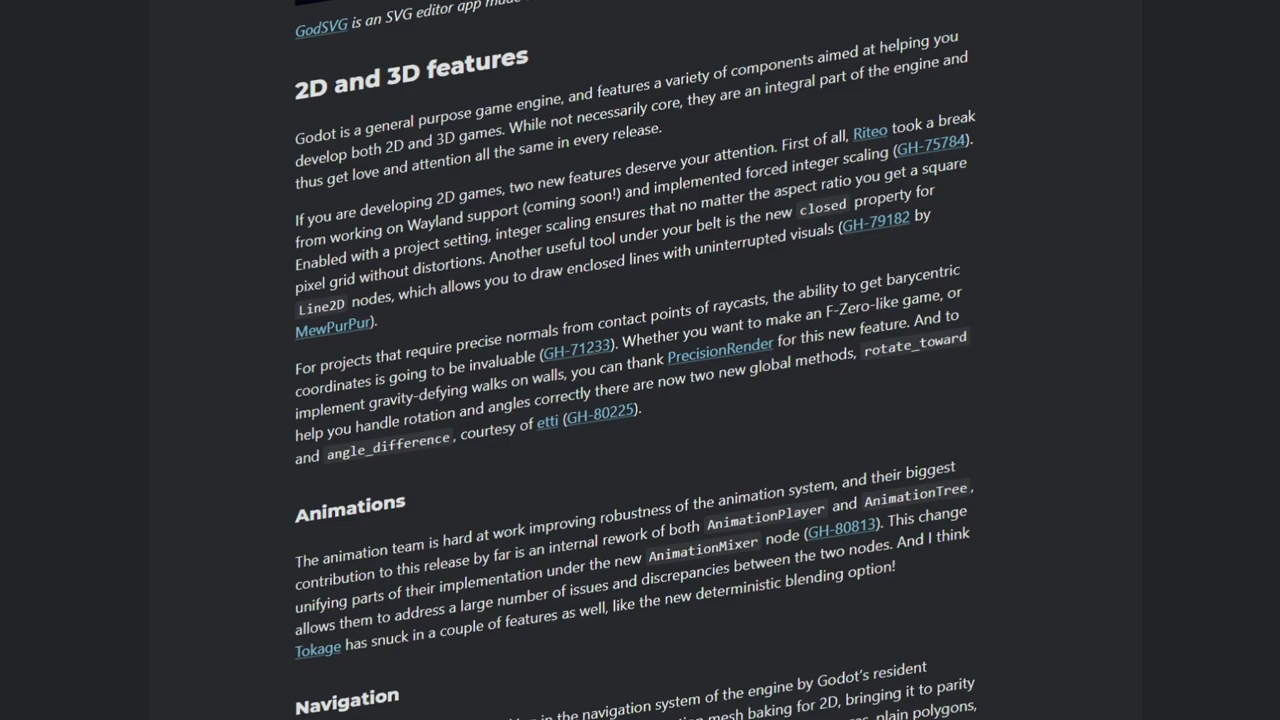 GodSVG is an SVG editor app made
2D and 3D features
Godot is a general purpose game engine, and features a variety of components aimed at helping you
develop both 2D and 3D games. While not necessarily core, they are an integral part of the engine and
thus get love and attention all the same in every release.
If you are developing 2D games, two new features deserve your attention. First of all, Riteo took a break
from working on Wayland support (coming soon!) and implemented forced integer scaling (GH-75784).
Enabled with a project setting, integer scaling ensures that no matter the aspect ratio you get a square
pixel grid without distortions. Another useful tool under your belt is the new closed property for
Line2D nodes, which allows you to draw enclosed lines with uninterrupted visuals (GH-79182 by
MewPurPur).
For projects that require precise normals from contact points of raycasts, the ability to get barycentric
coordinates is going to be invaluable (GH-71233). Whether you want to make an F-Zero-like game, or
implement gravity-defying walks on walls, you can thank PrecisionRender for this new feature. And to
help you handle rotation and angles correctly there are now two new global methods, rotate_toward
and angle_difference, courtesy of etti (GH-80225).
Animations
The animation team is hard at work improving robustness of the animation system, and their biggest
contribution to this release by far is an internal rework of both AnimationPlayer and AnimationTree,
unifying parts of their implementation under the new AnimationMixer node (GH-80813). This change
allows them to address a large number of issues and discrepancies between the two nodes. And I think
Tokage has snuck in a couple of features as well, like the new deterministic blending option!
Navigation
in the navigation system of the engine by Godot's resident
mesh baking for 2D, bringing it to parity
plain polygons,